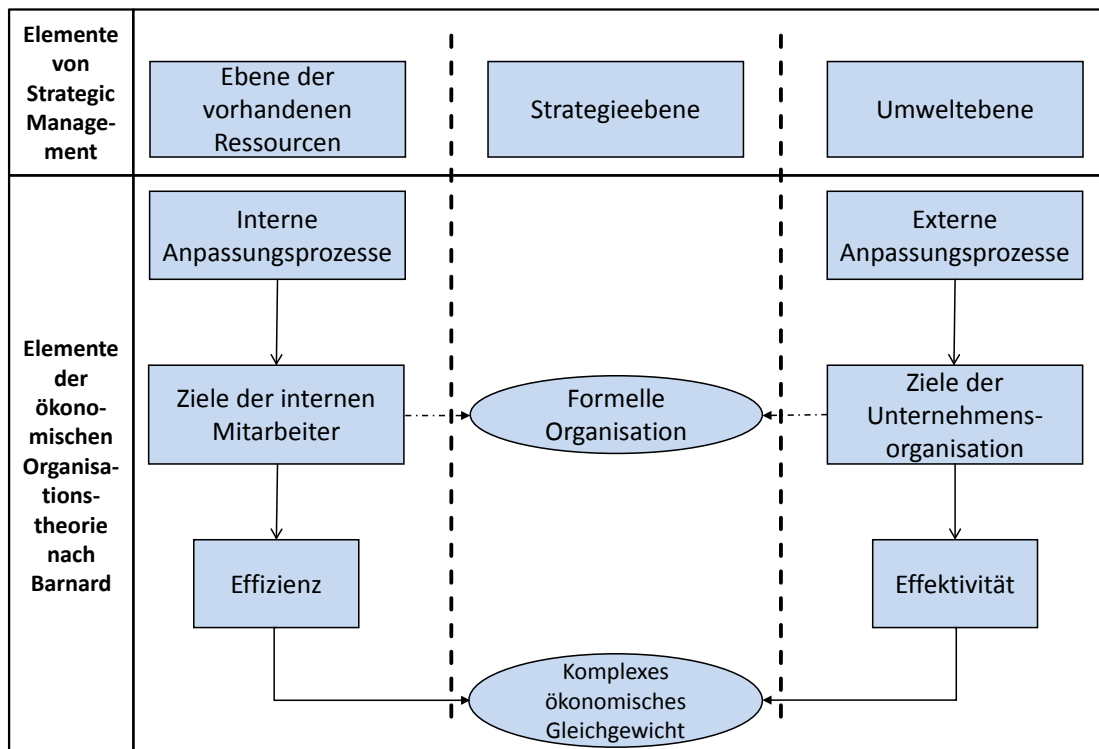 Elemente
von
Strategic
Manage-
ment
Ebene der
vorhandenen
Ressourcen
Strategieebene
Umweltebene
Elemente
der
ökono-
mischen
Organisa-
tions-
theorie
nach
Barnard
Interne
Anpassungsprozesse
Externe
Anpassungsprozesse
Ziele der internen
Mitarbeiter
Formelle
Organisation
Ziele der
Unternehmens-
organisation
Effizienz
Effektivität
Komplexes
ökonomisches
Gleichgewicht